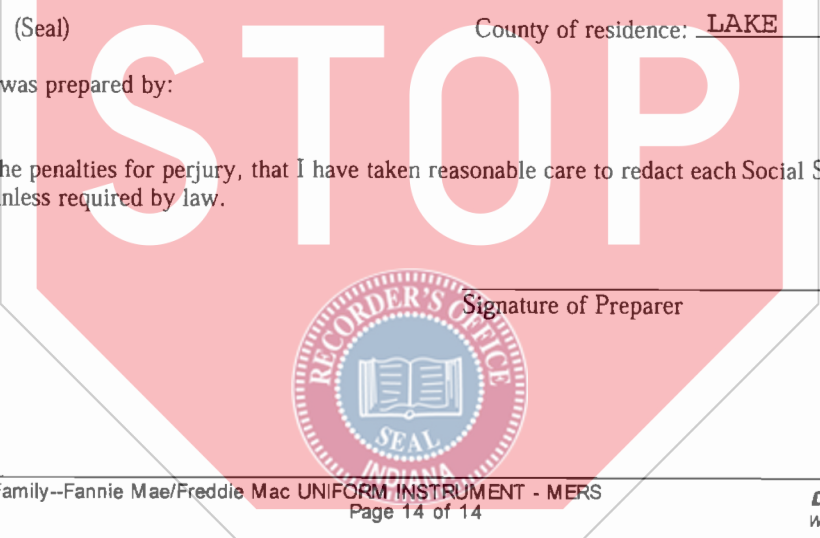 (Seal)
County of residence: LAKE
was prepared by:
he penalties for perjury, that I have taken reasonable care to redact each Social S
nless required by law.
STOP
Signature of Preparer
RECORDER'S OFFICE
SEAL
INDIANA
Family--Fannie Mae/Freddie Mac UNIFORM INSTRUMENT - MERS
Page 14 of 14